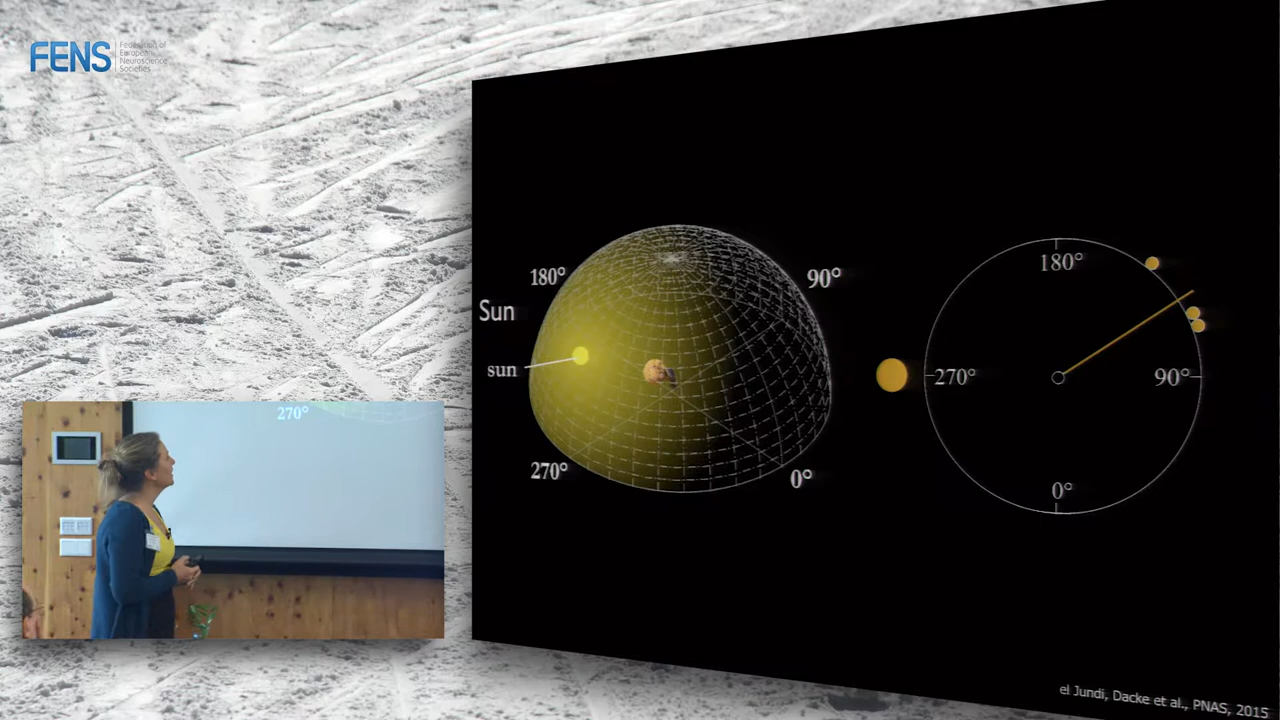 FENS
Federation of
European
Neuroscience
Societies
180°
90°
Sun
sun
270°
0°
180°
270°
90°
0°
270°
el Jundi, Dacke et al., PNAS, 2015